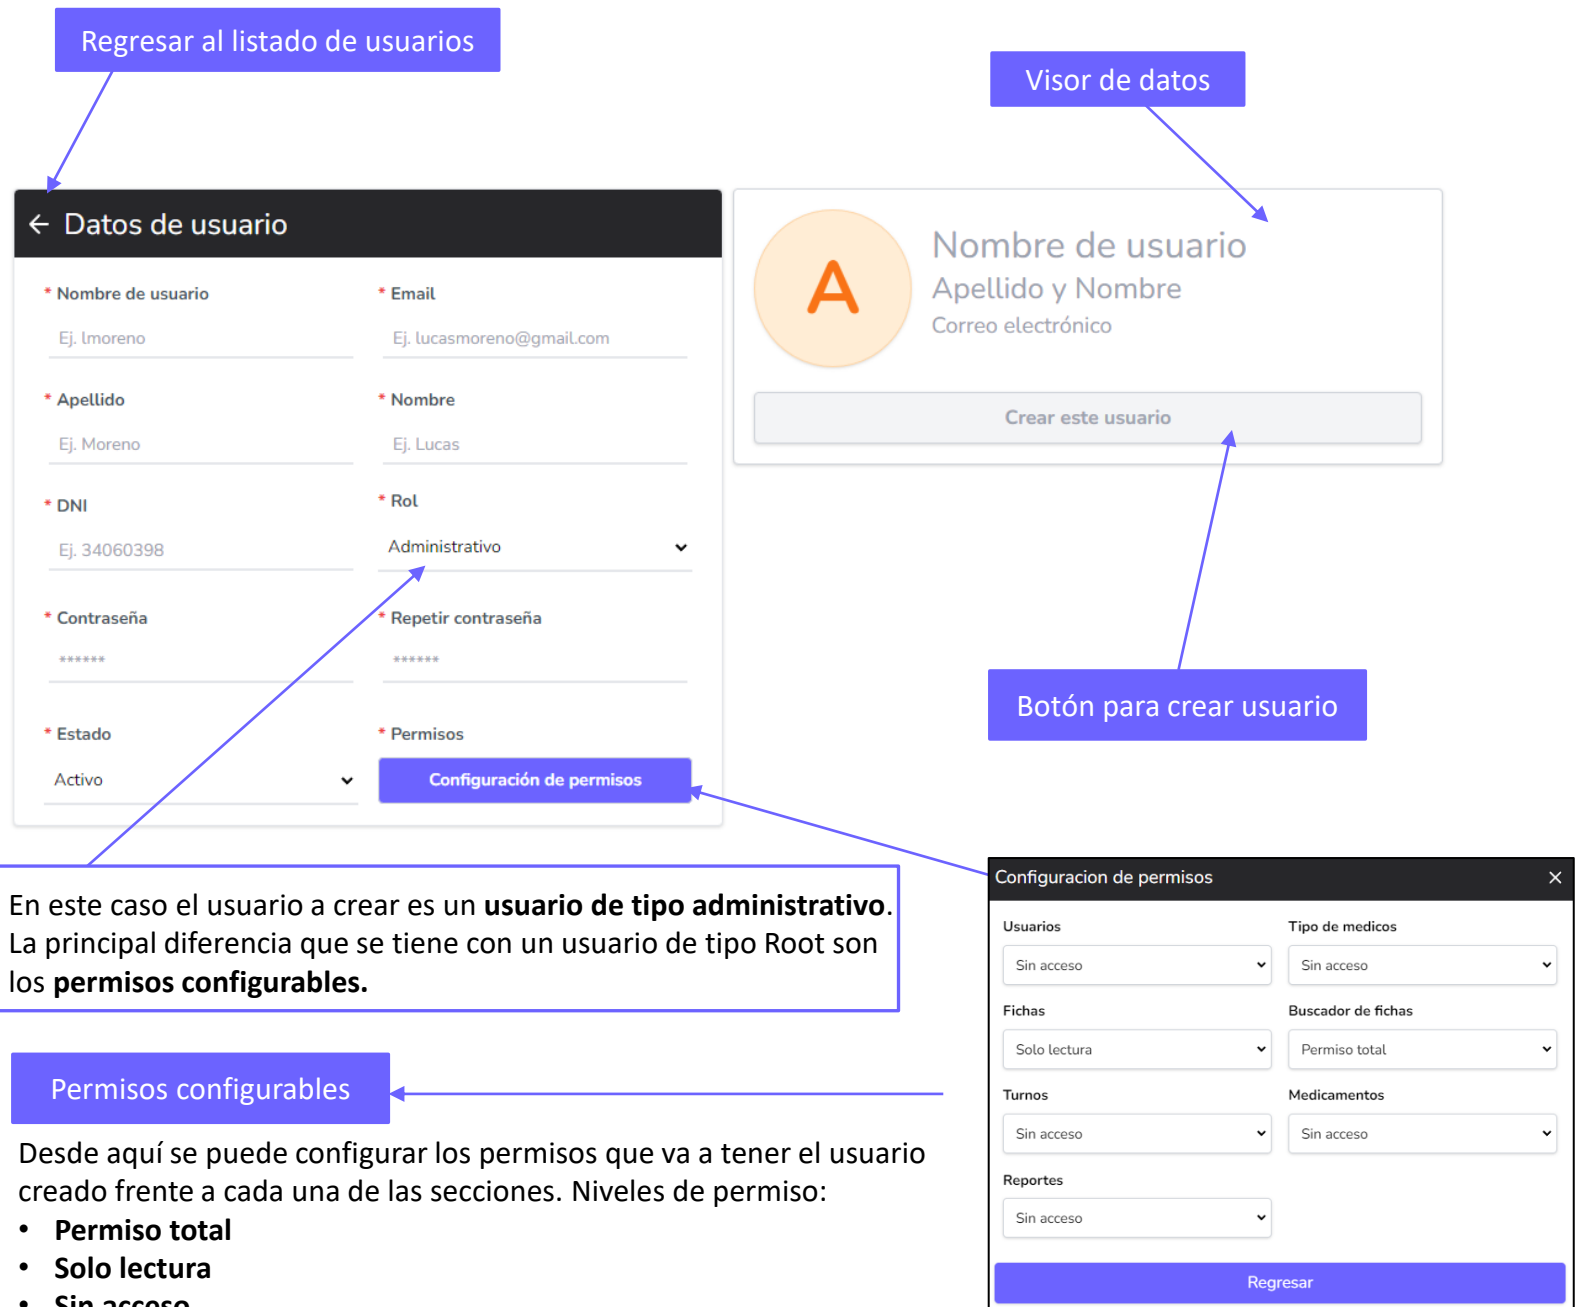 Regresar al listado de usuarios
Visor de datos
← Datos de usuario
* Nombre de usuario
* Email
Ej. lmoreno
Ej. lucasmoreno@gmail.com
* Apellido
* Nombre
Ej. Moreno
Ej. Lucas
* DNI
* Rol
Ej. 34060398
Administrativo
* Contraseña
* Repetir contraseña
******
******
* Estado
* Permisos
Activo
Configuración de permisos
A
Nombre de usuario
Apellido y Nombre
Correo electrónico
Crear este usuario
Botón para crear usuario
En este caso el usuario a crear es un usuario de tipo administrativo.
La principal diferencia que se tiene con un usuario de tipo Root son
los permisos configurables.
Permisos configurables
Desde aquí se puede configurar los permisos que va a tener el usuario
creado frente a cada una de las secciones. Niveles de permiso:
• Permiso total
• Solo lectura
• Sin acceso
Configuracion de permisos
Usuarios
Tipo de medicos
Sin acceso
Sin acceso
Fichas
Buscador de fichas
Solo lectura
Permiso total
Turnos
Medicamentos
Sin acceso
Sin acceso
Reportes
Sin acceso
Regresar